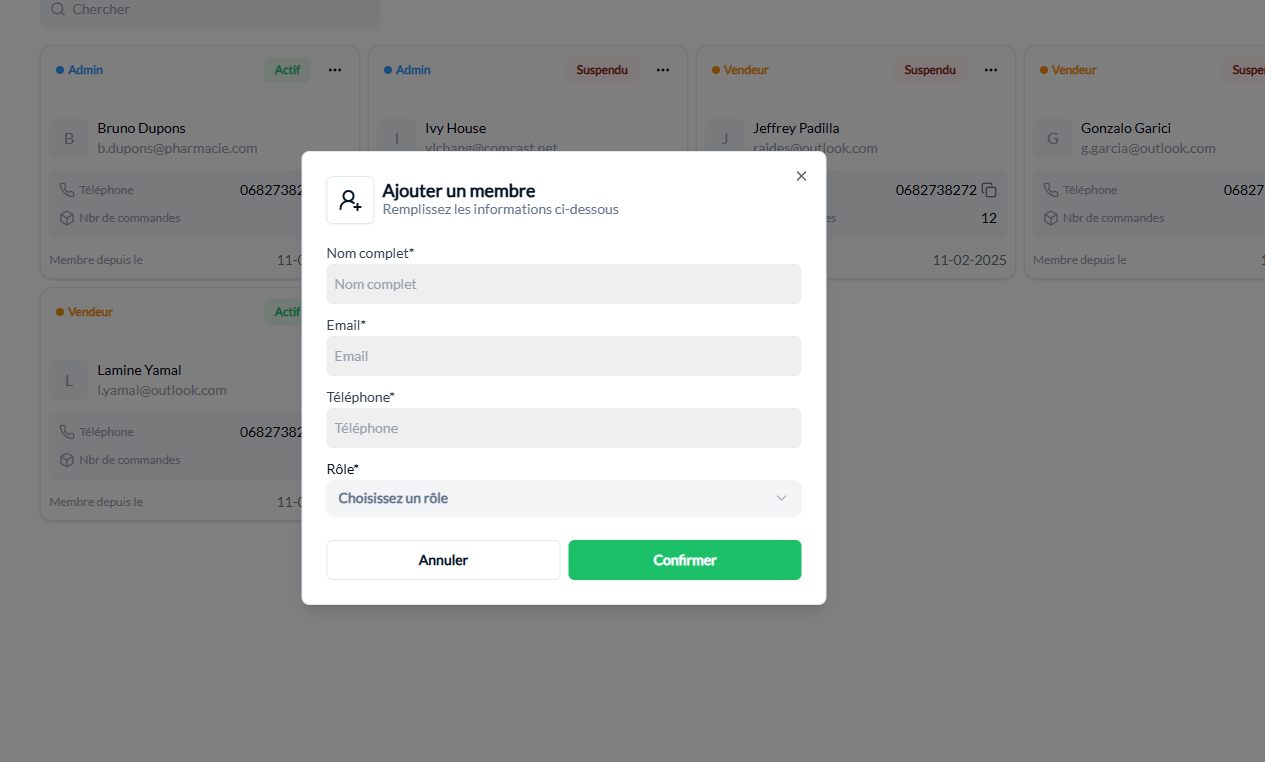 Chercher
Admin
Actif
Admin
Suspendu
Vendeur
Suspendu
Vendeur
Suspe
B
Bruno Dupons
b.dupons@pharmacie.com
I
Ivy House
ylchang@comcast.net
J
Jeffrey Padilla
raides@outlook.com
G
Gonzalo Garici
g.garcia@outlook.com
Téléphone
06827382
0682738272
Téléphone
06827
Nbr de commandes
es
12
Nbr de commandes
Membre depuis le
11-0
11-02-2025
Membre depuis le
1
Vendeur
Actif
L
Lamine Yamal
l.yamal@outlook.com
Téléphone
06827382
Nbr de commandes
Membre depuis le
11-0
Ajouter un membre
Remplissez les informations ci-dessous
Nom complet*
Nom complet
Email*
Email
Téléphone*
Téléphone
Rôle*
Choisissez un rôle
Annuler
Confirmer